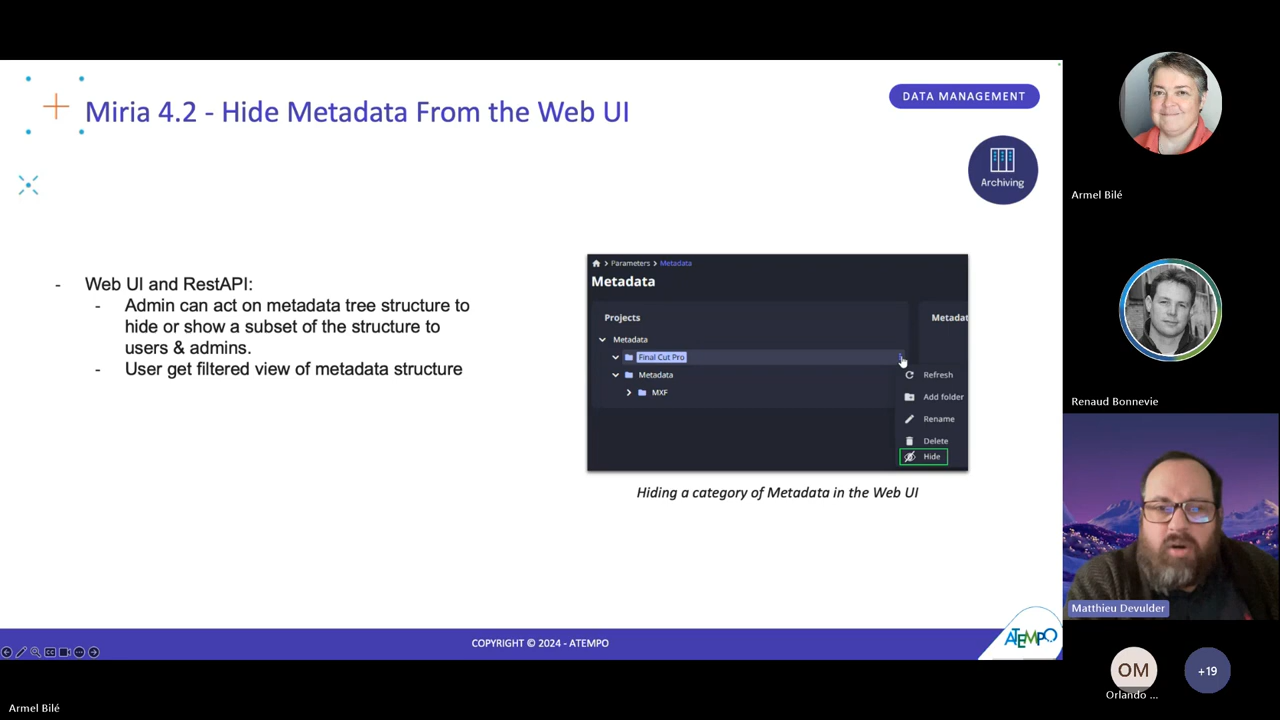 Miria 4.2 - Hide Metadata From the Web UI
DATA MANAGEMENT
Archiving
- Web UI and RestAPI:
- Admin can act on metadata tree structure to
hide or show a subset of the structure to
users & admins.
- User get filtered view of metadata structure
Parameters > Metadata
Metadata
Projects
Metadat
Metadata
Final Cut Pro
Metadata
MXF
Refresh
Add folder
Rename
Delete
Hide
Hiding a category of Metadata in the Web UI
COPYRIGHT © 2024 - ATEMPO
ATEMPO
Armel Bilé
Renaud Bonnevie
Matthieu Devulder
OM
Orlando ...
+19
Armel Bilé